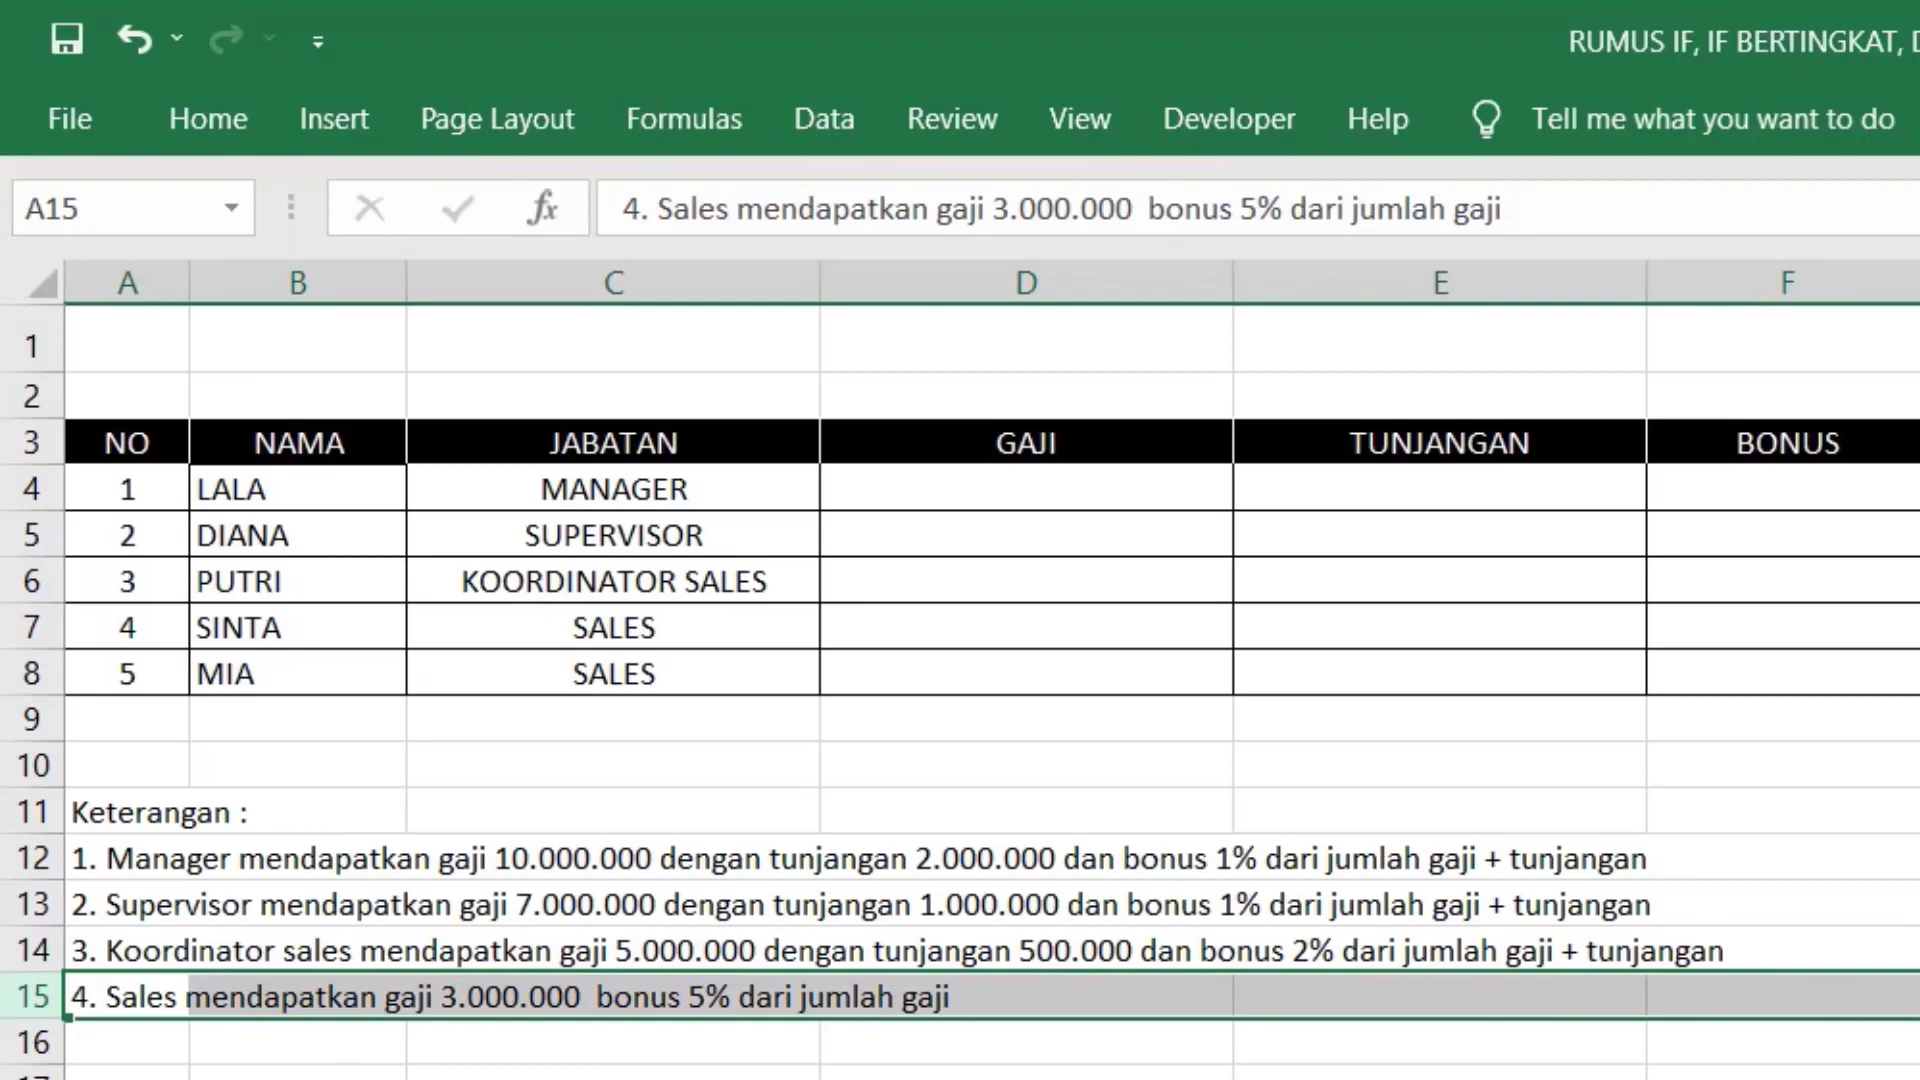 RUMUS IF, IF BERTINGKAT,
File Home Insert Page Layout Formulas Data Review View Developer Help Tell me what you want to do
A15 fx 4. Sales mendapatkan gaji 3.000.000  bonus 5% dari jumlah gaji
A B C D E F
1
2
3 NO NAMA JABATAN GAJI TUNJANGAN BONUS
4 1 LALA MANAGER
5 2 DIANA SUPERVISOR
6 3 PUTRI KOORDINATOR SALES
7 4 SINTA SALES
8 5 MIA SALES
9
10
11 Keterangan :
12 1. Manager mendapatkan gaji 10.000.000 dengan tunjangan 2.000.000 dan bonus 1% dari jumlah gaji + tunjangan
13 2. Supervisor mendapatkan gaji 7.000.000 dengan tunjangan 1.000.000 dan bonus 1% dari jumlah gaji + tunjangan
14 3. Koordinator sales mendapatkan gaji 5.000.000 dengan tunjangan 500.000 dan bonus 2% dari jumlah gaji + tunjangan
15 4. Sales mendapatkan gaji 3.000.000  bonus 5% dari jumlah gaji
16